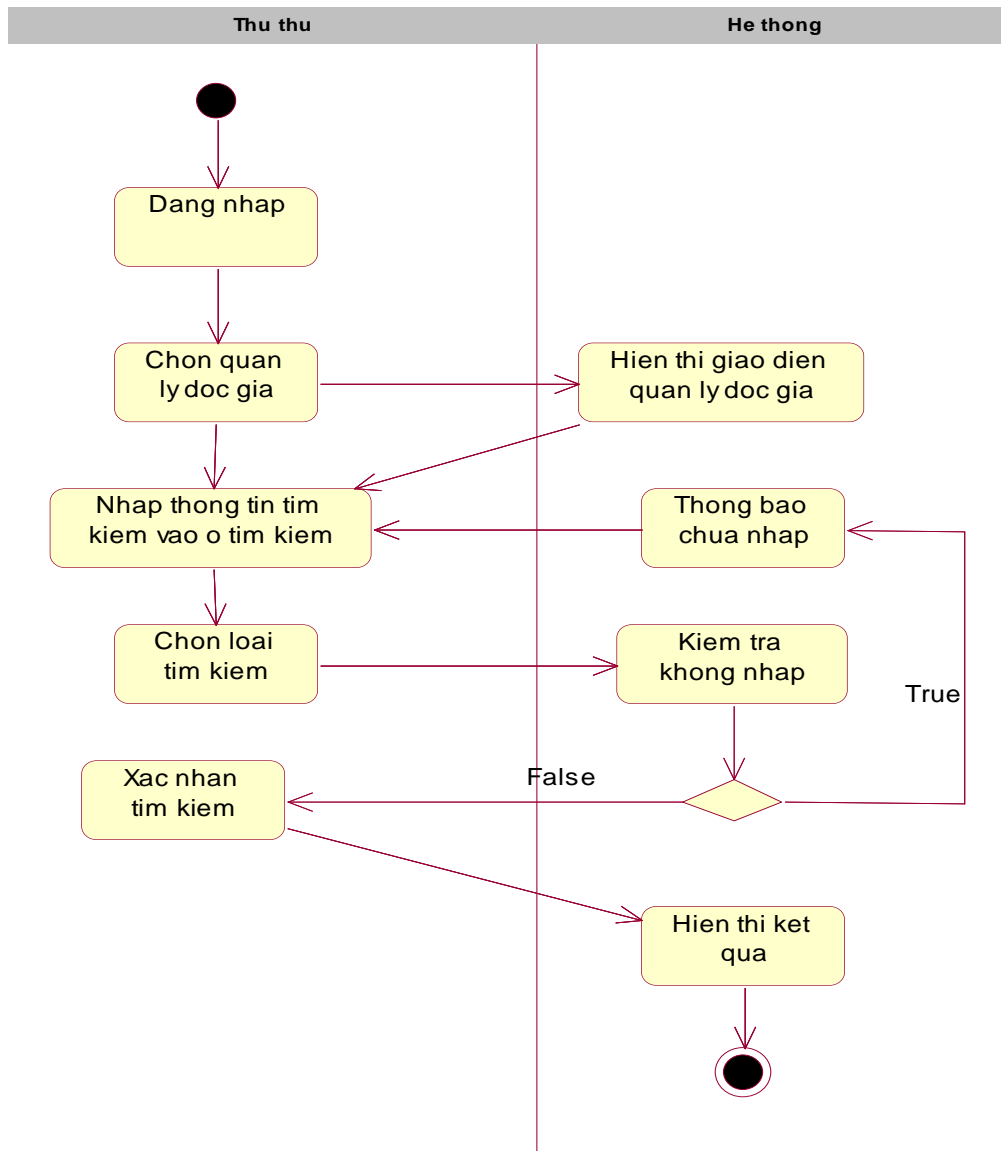 Thu thu
He thong
Dang nhap
Chon quan
ly doc gia
Hien thi giao dien
quan ly doc gia
Nhap thong tin tim
kiem vao o tim kiem
Thong bao
chua nhap
Chon loai
tim kiem
Kiem tra
khong nhap
True
Xac nhan
tim kiem
False
Hien thi ket
qua